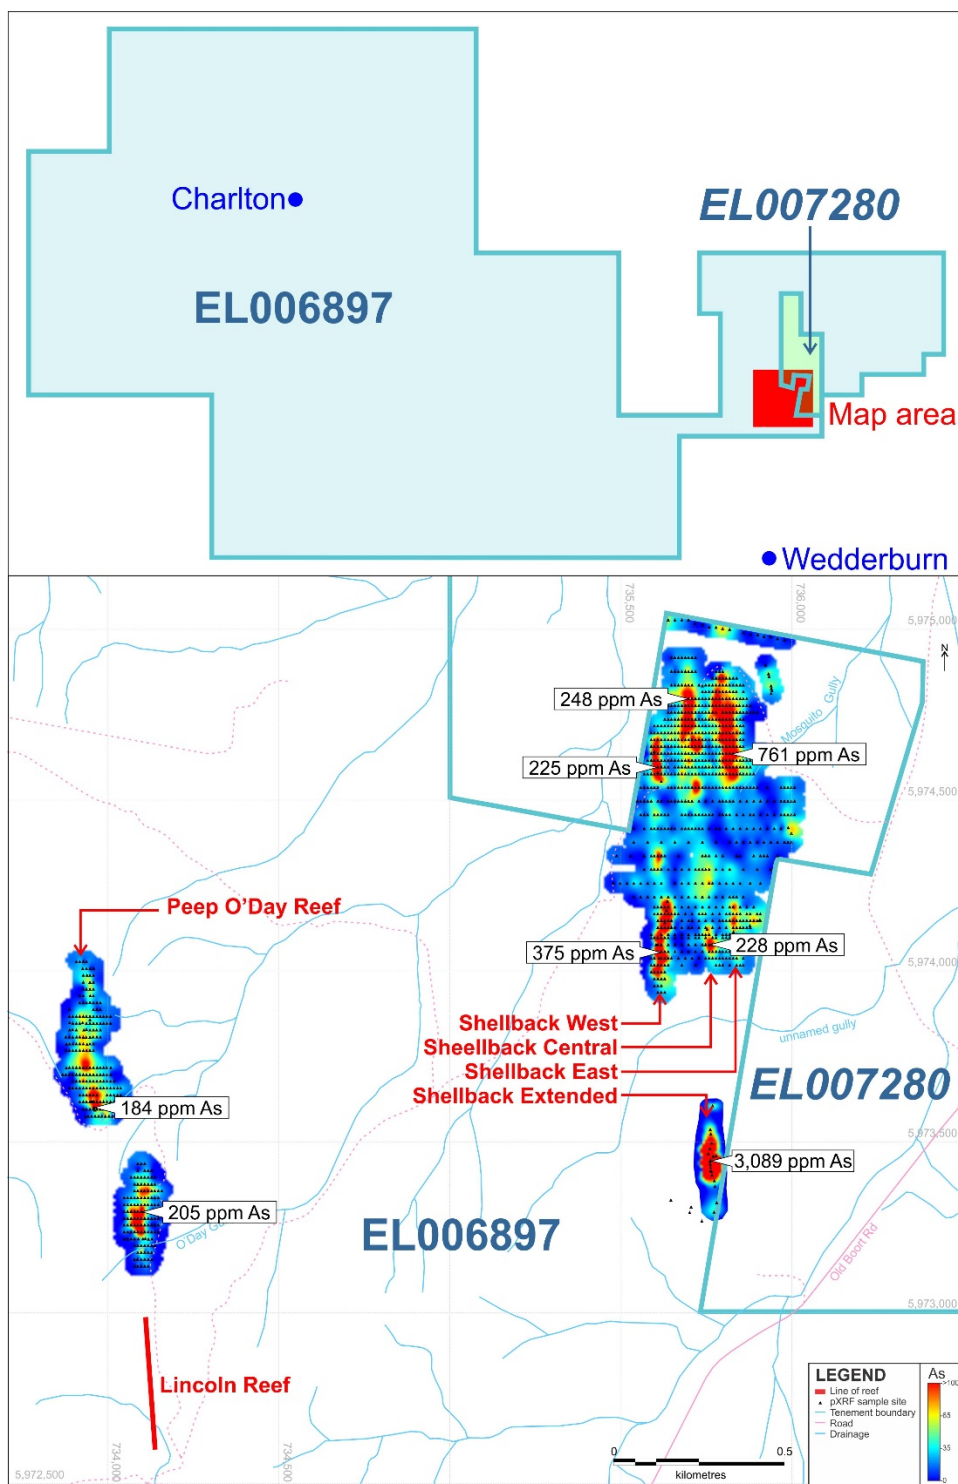 Charlton
EL007280
EL006897
Map area
Wedderburn
735,500
736,000
5,975,000
N
248 ppm As
Mosquito Gully
225 ppm As
761 ppm As
5,974,500
Peep O'Day Reef
375 ppm As
228 ppm As
5,974,000
Shellback West
Sheellback Central
Shellback East
Shellback Extended
unnamed gully
EL007280
184 ppm As
5,973,500
3,089 ppm As
205 ppm As
O'Day
EL006897
Old Boort Rd
5,973,000
Lincoln Reef
734,000
734,500
5,972,500
0 0.5
kilometres
LEGEND
Line of reef
pXRF sample site
Tenement boundary
Road
Drainage
As
>100
65
35
0